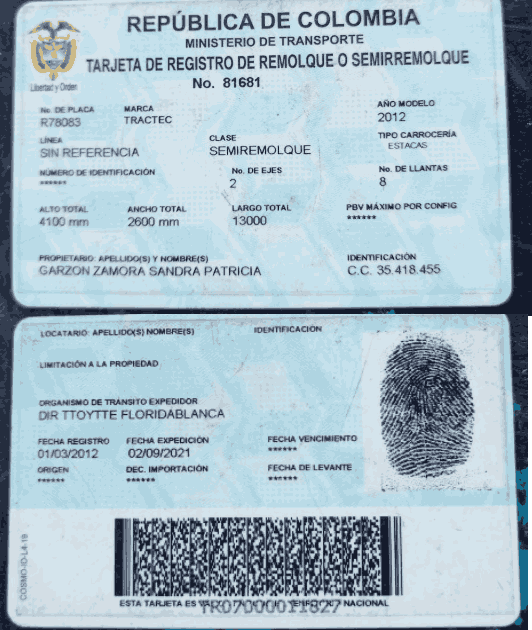 REPÚBLICA DE COLOMBIA
MINISTERIO DE TRANSPORTE
TARJETA DE REGISTRO DE REMOLQUE O SEMIRREMOLQUE
Libertad y Orden
No. 81681
No. DE PLACA MARCA AÑO MODELO
R78083 TRACTEC 2012
LÍNEA CLASE TIPO CARROCERÍA
SIN REFERENCIA SEMIREMOLQUE ESTACAS
NÚMERO DE IDENTIFICACIÓN No. DE EJES No. DE LLANTAS
****** 2 8
ALTO TOTAL ANCHO TOTAL LARGO TOTAL PBV MÁXIMO POR CONFIG
4100 mm 2600 mm 13000 ******
PROPIETARIO: APELLIDO(S) Y NOMBRE(S) IDENTIFICACIÓN
GARZON ZAMORA SANDRA PATRICIA C.C. 35.418.455
LOCATARIO: APELLIDO(S) NOMBRE(S) IDENTIFICACIÓN
LIMITACIÓN A LA PROPIEDAD
ORGANISMO DE TRÁNSITO EXPEDIDOR
DIR TTOYTTE FLORIDABLANCA
FECHA REGISTRO FECHA EXPEDICIÓN FECHA VENCIMIENTO
01/03/2012 02/09/2021 ******
ORIGEN DEC. IMPORTACIÓN FECHA DE LEVANTE
****** ****** ******
COSMO-ID-L4-19
ESTA TARJETA ES NACIONAL